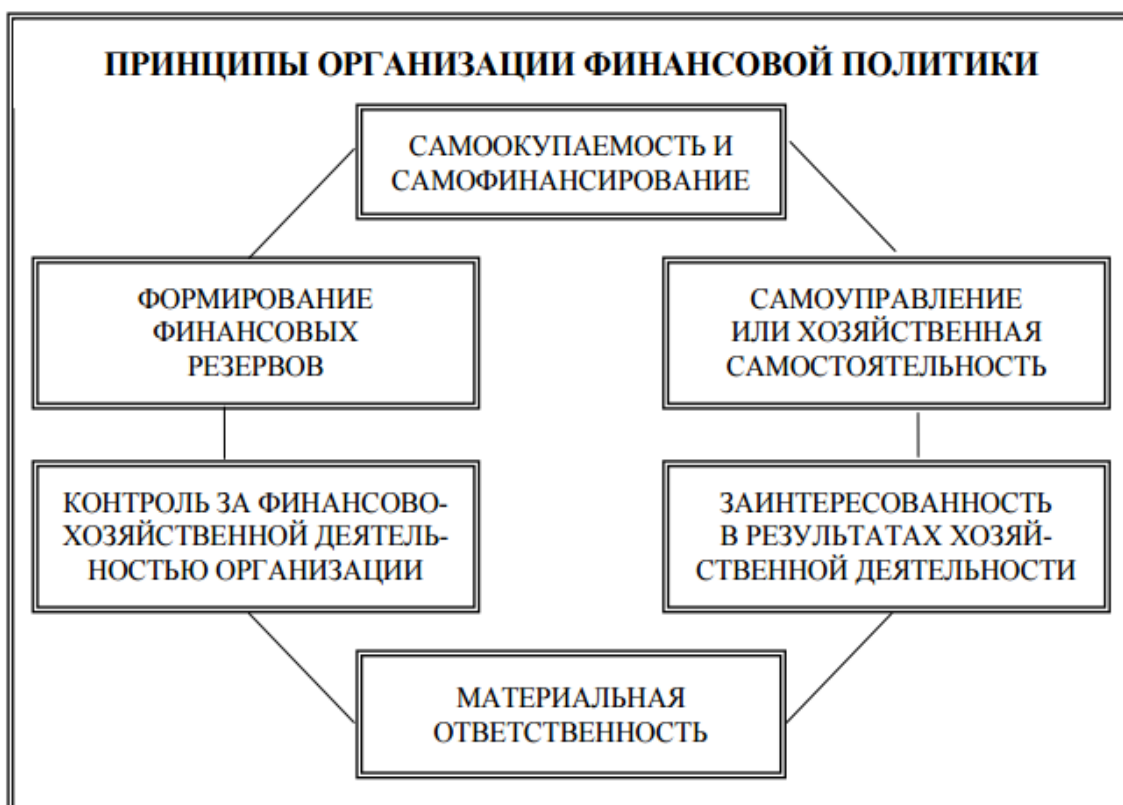 ПРИНЦИПЫ ОРГАНИЗАЦИИ ФИНАНСОВОЙ ПОЛИТИКИ
САМООКУПАЕМОСТЬ И
САМОФИНАНСИРОВАНИЕ
ФОРМИРОВАНИЕ
ФИНАНСОВЫХ
РЕЗЕРВОВ
САМОУПРАВЛЕНИЕ
ИЛИ ХОЗЯЙСТВЕННАЯ
САМОСТОЯТЕЛЬНОСТЬ
КОНТРОЛЬ ЗА ФИНАНСОВО-
ХОЗЯЙСТВЕННОЙ ДЕЯТЕЛЬ-
НОСТЬЮ ОРГАНИЗАЦИИ
ЗАИНТЕРЕСОВАННОСТЬ
В РЕЗУЛЬТАТАХ ХОЗЯЙ-
СТВЕННОЙ ДЕЯТЕЛЬНОСТИ
МАТЕРИАЛЬНАЯ
ОТВЕТСТВЕННОСТЬ